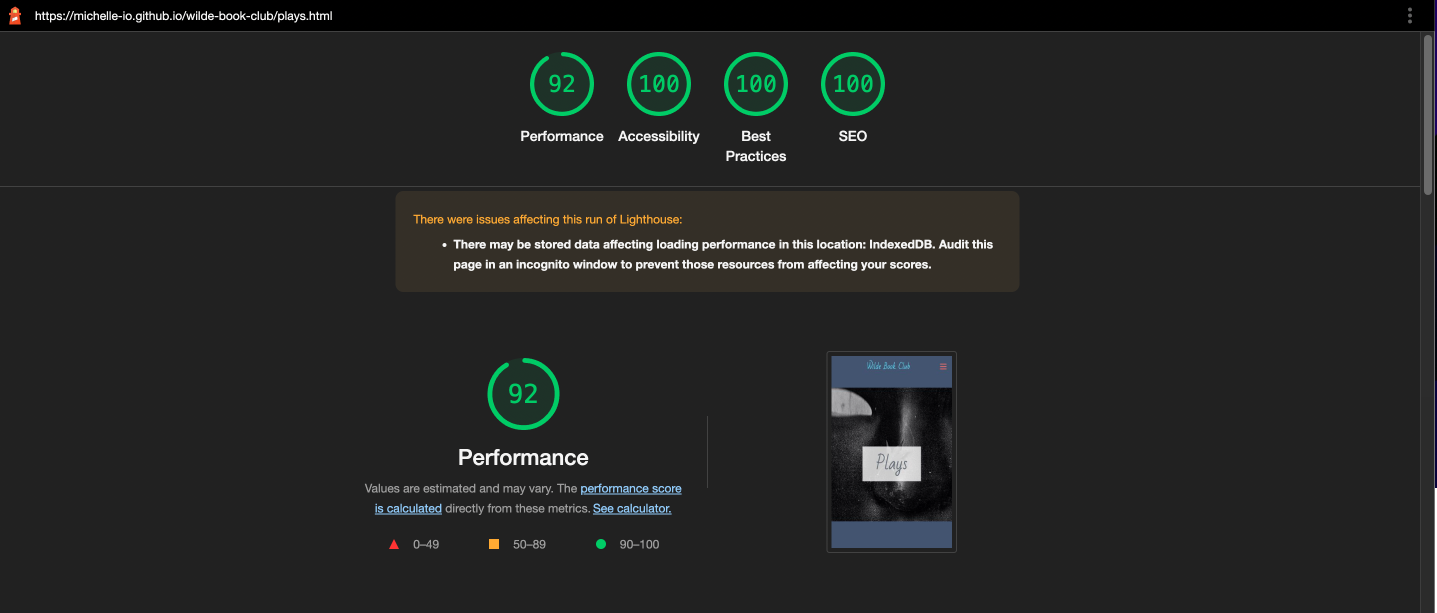 https://michelle-io.github.io/wilde-book-club/plays.html
92
100
100
100
Performance
Accessibility
Best
Practices
SEO
There were issues affecting this run of Lighthouse:
• There may be stored data affecting loading performance in this location: IndexedDB. Audit this
page in an incognito window to prevent those resources from affecting your scores.
92
Performance
Values are estimated and may vary. The performance score
is calculated directly from these metrics. See calculator.
0–49
50–89
90–100
Wilde Book Club
Plays